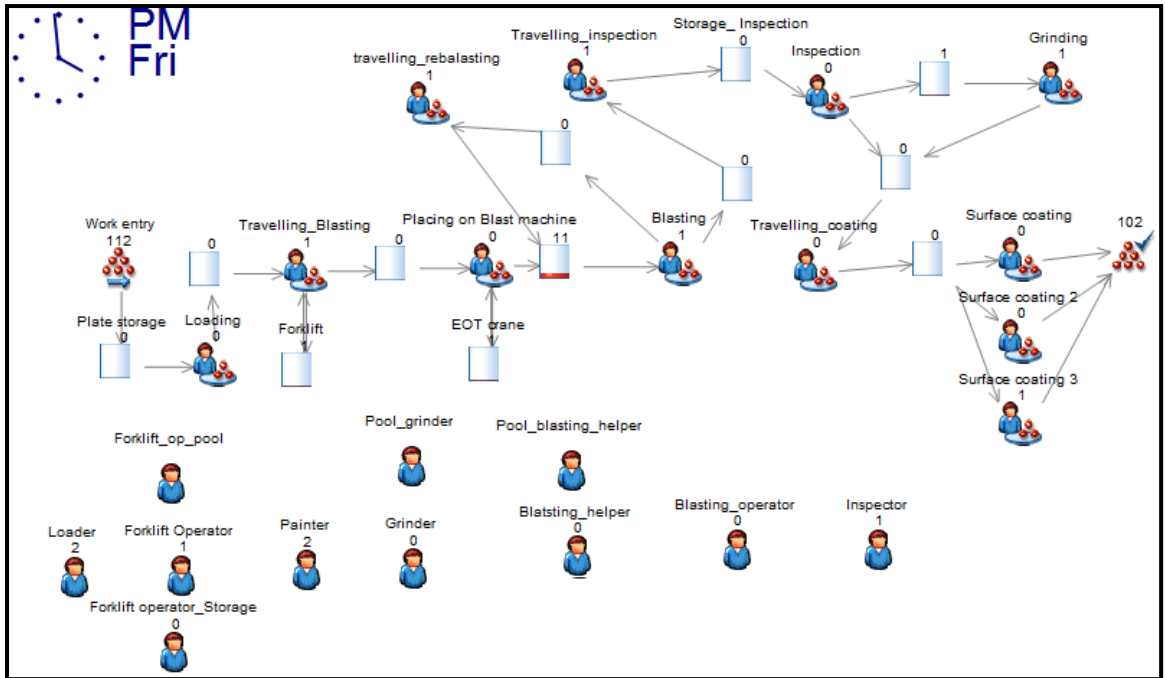 PM
Fri
Storage_ Inspection
0
Travelling_inspection
1
Inspection
0
Grinding
1
1
travelling_rebalasting
1
0
0
0
Work entry
112
0
Travelling_Blasting
1
0
Placing on Blast machine
0
11
Blasting
1
Travelling_coating
0
0
Surface coating
0
102
Plate storage
0
Loading
0
Forklift
1
EOT crane
Surface coating 2
0
Surface coating 3
1
Forklift_op_pool
Pool_grinder
Pool_blasting_helper
Loader
2
Forklift Operator
1
Painter
2
Grinder
0
Blatsting_helper
0
Blasting_operator
0
Inspector
1
Forklift operator_Storage
0